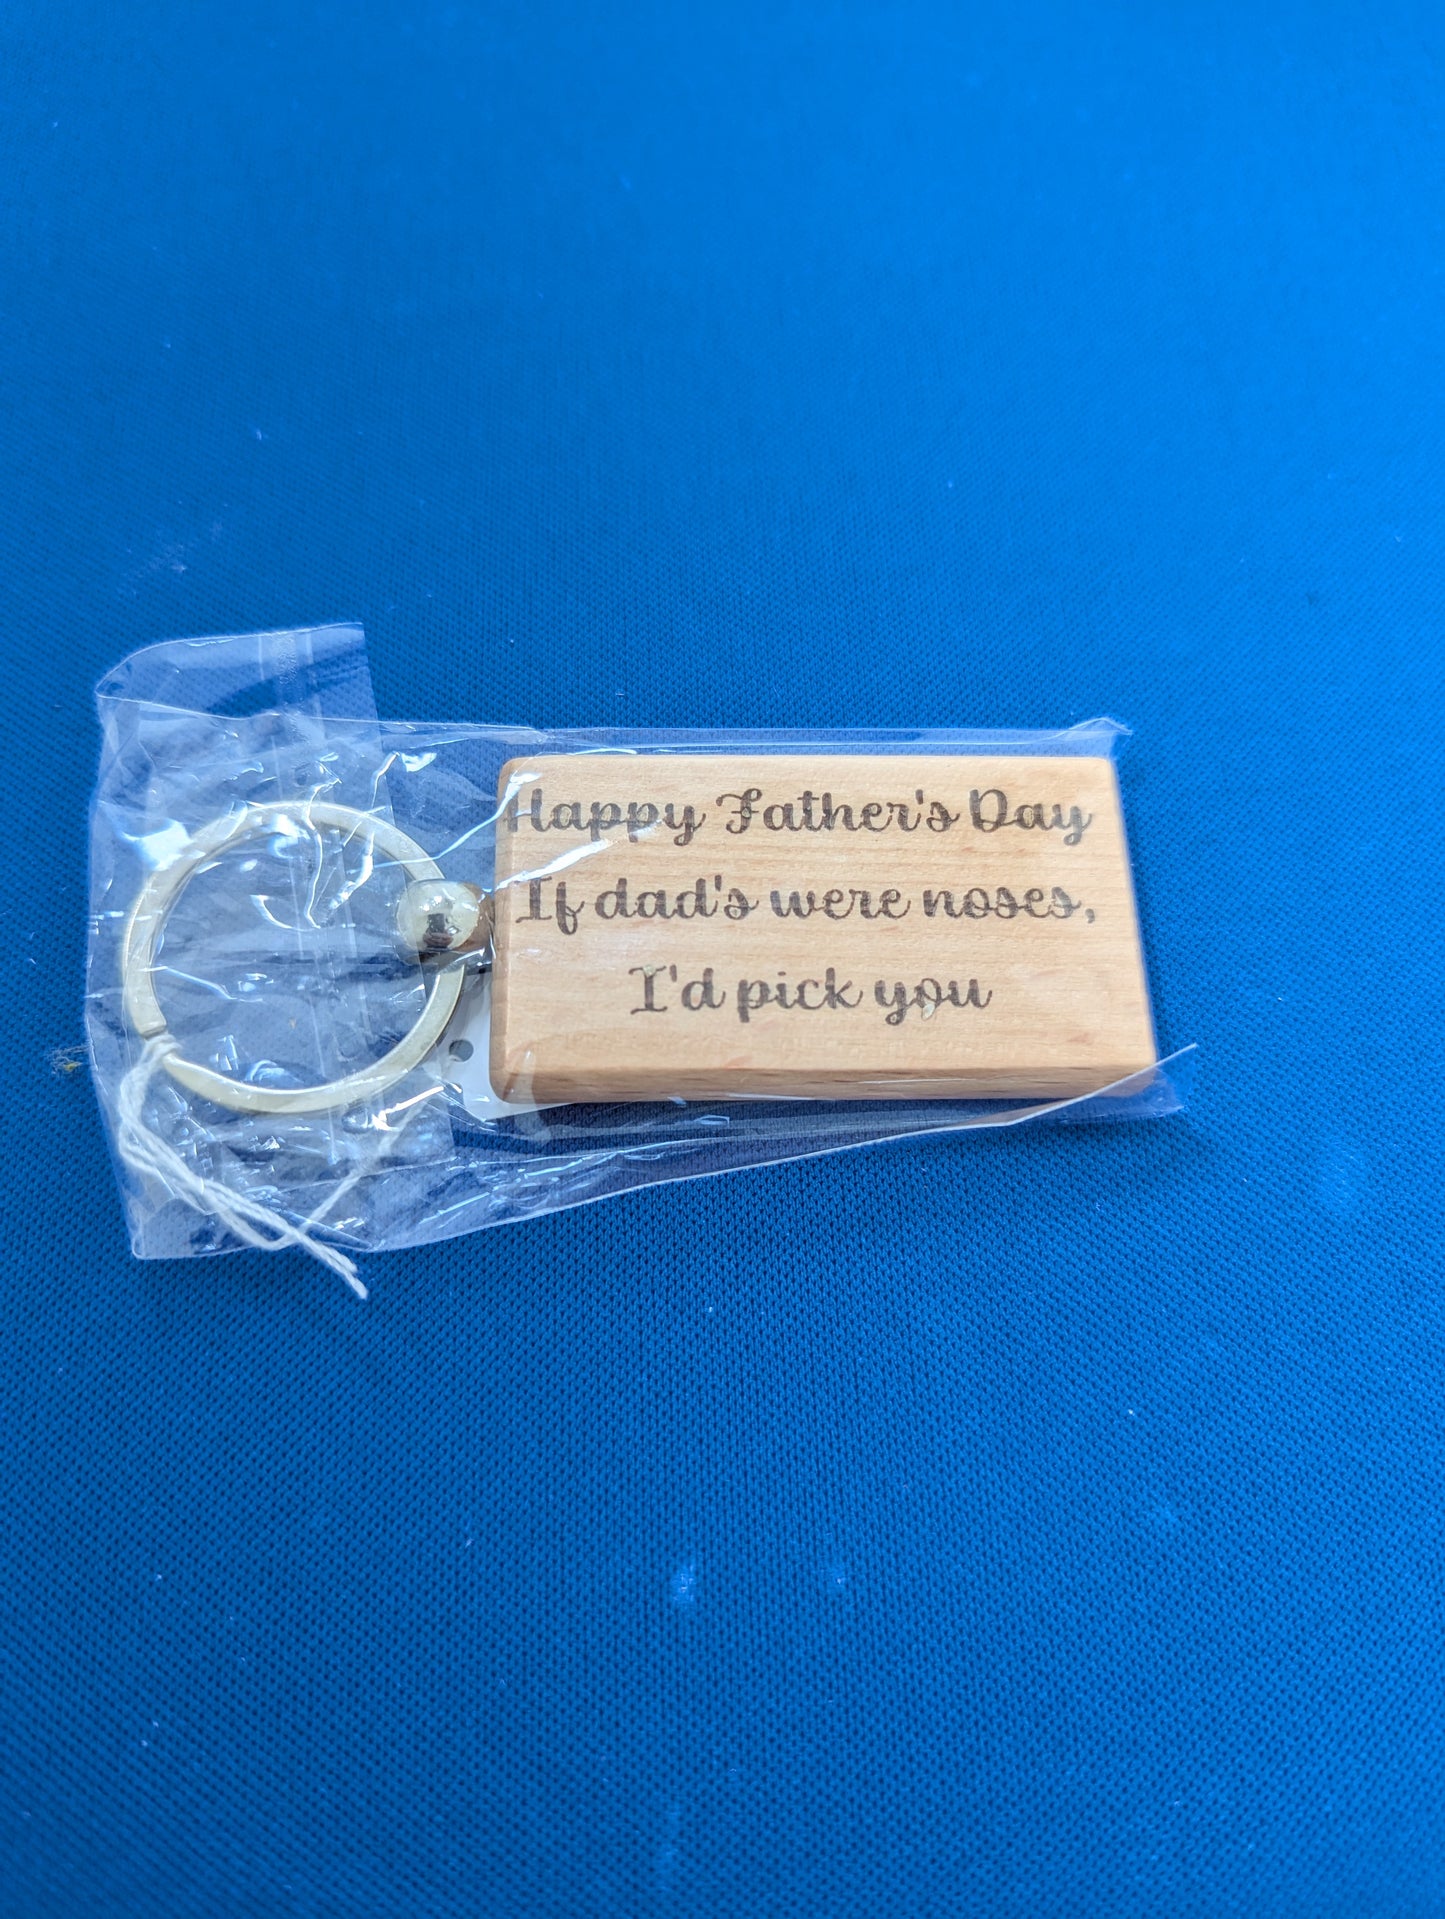 Happy Father's Day
If dad's were noses,
I'd pick you